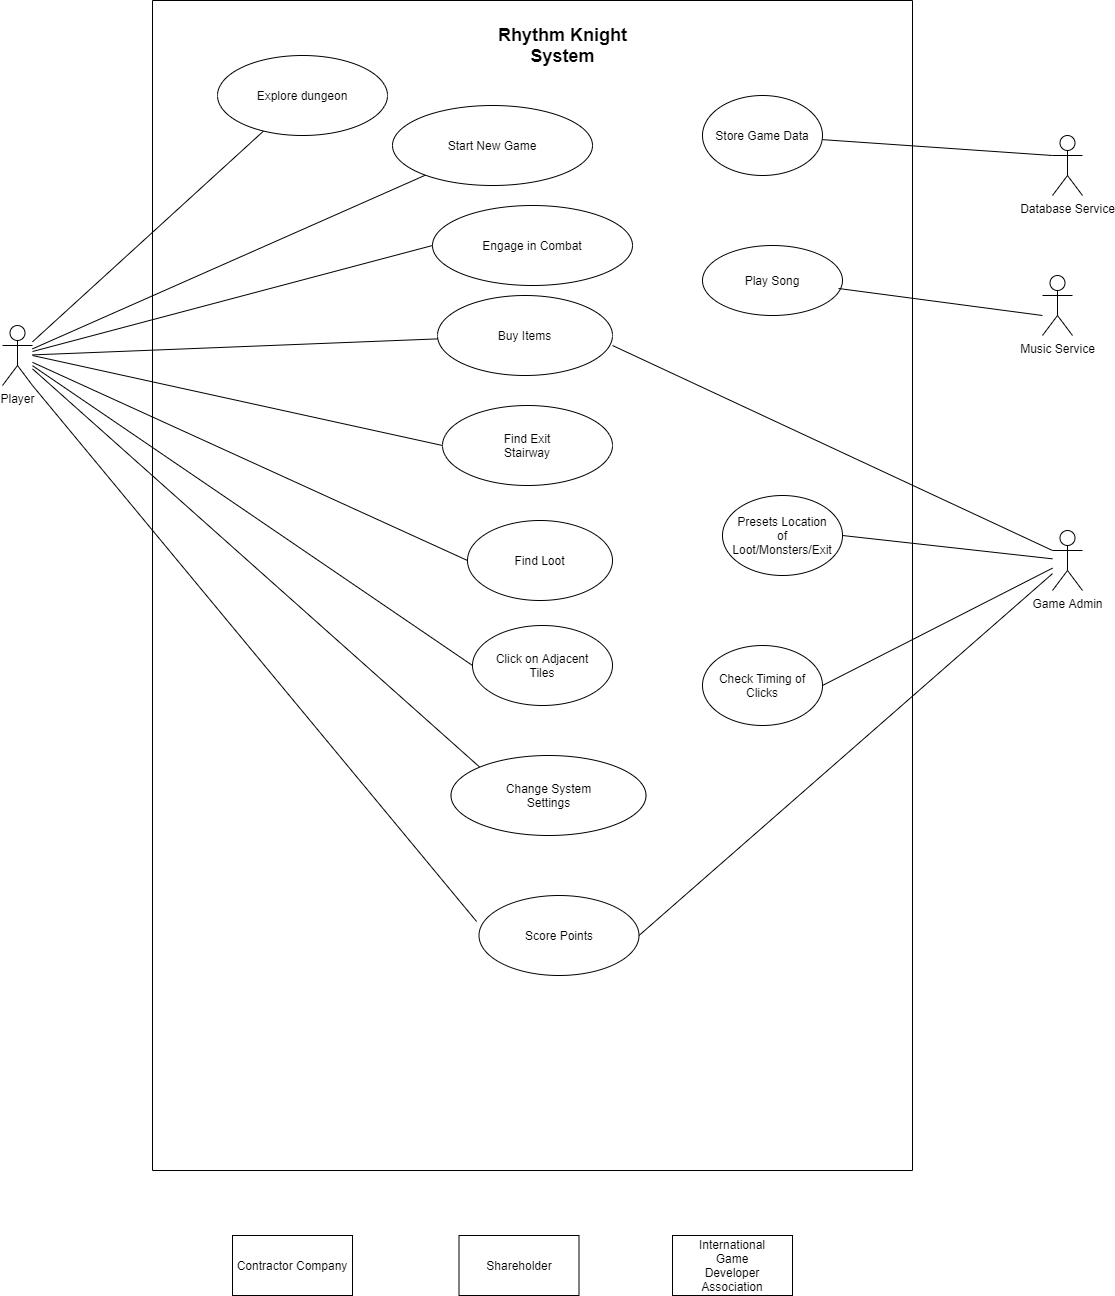 Rhythm Knight
System
Explore dungeon
Start New Game
Store Game Data
Database Service
Engage in Combat
Play Song
Music Service
Buy Items
Player
Find Exit
Stairway
Presets Location
of
Loot/Monsters/Exit
Find Loot
Game Admin
Click on Adjacent
Tiles
Check Timing of
Clicks
Change System
Settings
Score Points
Contractor Company
Shareholder
International
Game
Developer
Association